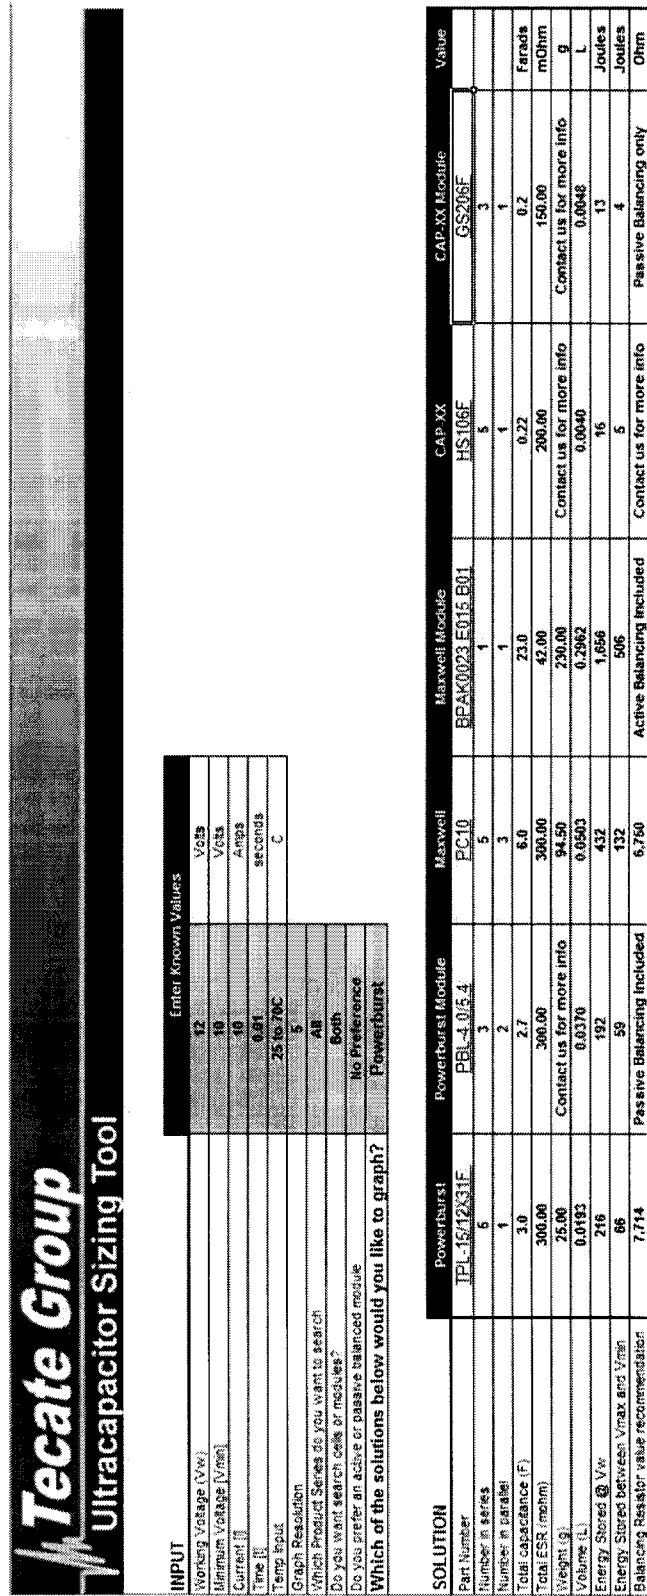 Tecate Group
Ultracapacitor Sizing Tool
INPUT Enter Known Values
Working Voltage (Vw) 12 Volts
Minimum Voltage [Vmin] 10 Volts
Current [I] 10 Amps
Time [t] 0.01 seconds
Temp Input 25 to 70C C
Graph Resolution 5
Which Product Series do you want to search All
Do you want search cells or modules? Both
Do you prefer an active or passive balanced module No Preference
Which of the solutions below would you like to graph? Powerburst
SOLUTION Powerburst Powerburst Module Maxwell Maxwell Module CAP-XX CAP-XX Module Value
Part Number TPL-15/12X31F PBL-4.0/5.4 PC10 BPAK0023 E015 B01 HS106F GS206F
Number in series 5 3 5 1 5 3
Number in parallel 1 2 3 1 1 1
Total capacitance (F) 3.0 2.7 6.0 23.0 0.22 0.2 Farads
Total ESR (mohm) 300.00 300.00 300.00 42.00 200.00 150.00 mOhm
Weight (g) 25.00 Contact us for more info 94.50 230.00 Contact us for more info Contact us for more info g
Volume (L) 0.0193 0.0370 0.0503 0.2962 0.0040 0.0048 L
Energy Stored @ Vw 216 192 432 1,656 16 13 Joules
Energy Stored between Vmax and Vmin 66 59 132 506 5 4 Joules
Balancing Resistor value recommendation 7,714 Passive Balancing Included 6,750 Active Balancing Included Contact us for more info Passive Balancing only Ohm